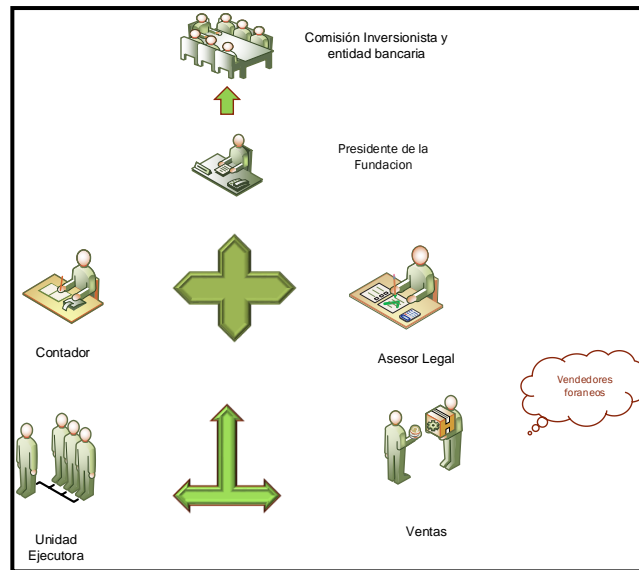 Comisión Inversionista y
entidad bancaria
Presidente de la
Fundacion
Contador
Asesor Legal
Vendedores
foraneos
Unidad
Ejecutora
Ventas